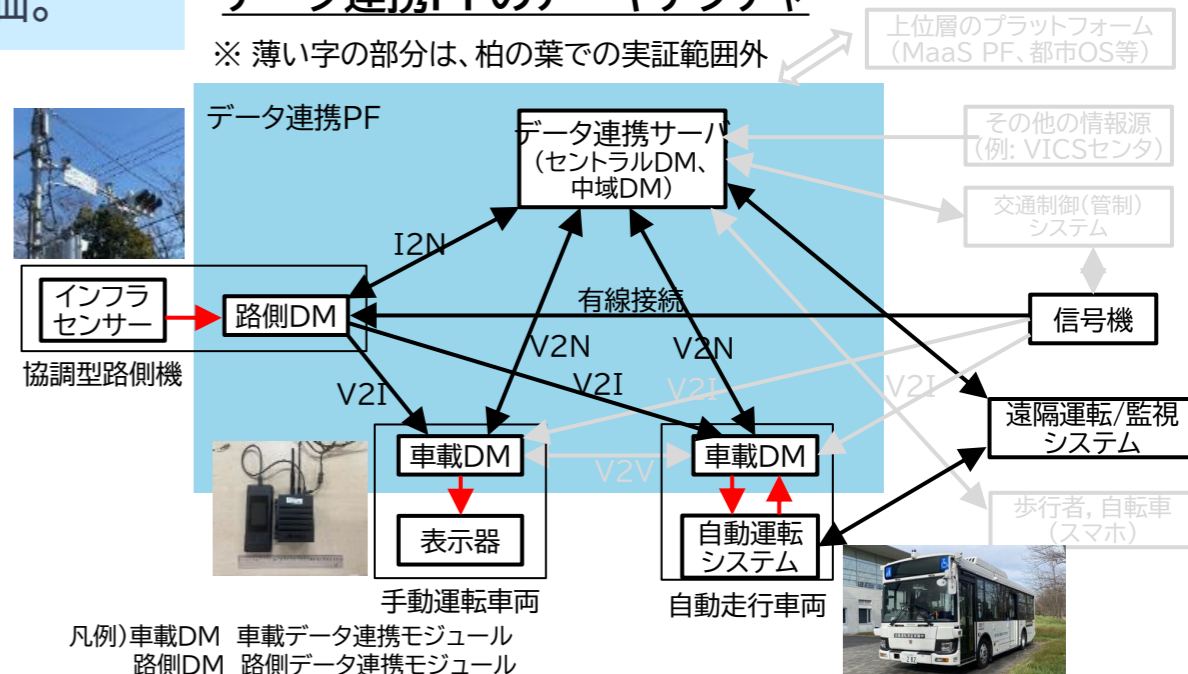 ※ 薄い字の部分は、柏の葉での実証範囲外
上位層のプラットフォーム
(MaaS PF、都市OS等)
データ連携PF
データ連携サーバ
(セントラルDM、
中域DM)
その他の情報源
(例: VICSセンタ)
交通制御(管制)
システム
I2N
インフラ
センサー
路側DM
有線接続
信号機
協調型路側機
V2N
V2N
V2I
V2I
V2I
V2I
遠隔運転/監視
システム
車載DM
V2V
車載DM
表示器
自動運転
システム
歩行者, 自転車
(スマホ)
手動運転車両
自動走行車両
凡例)車載DM 車載データ連携モジュール
路側DM 路側データ連携モジュール